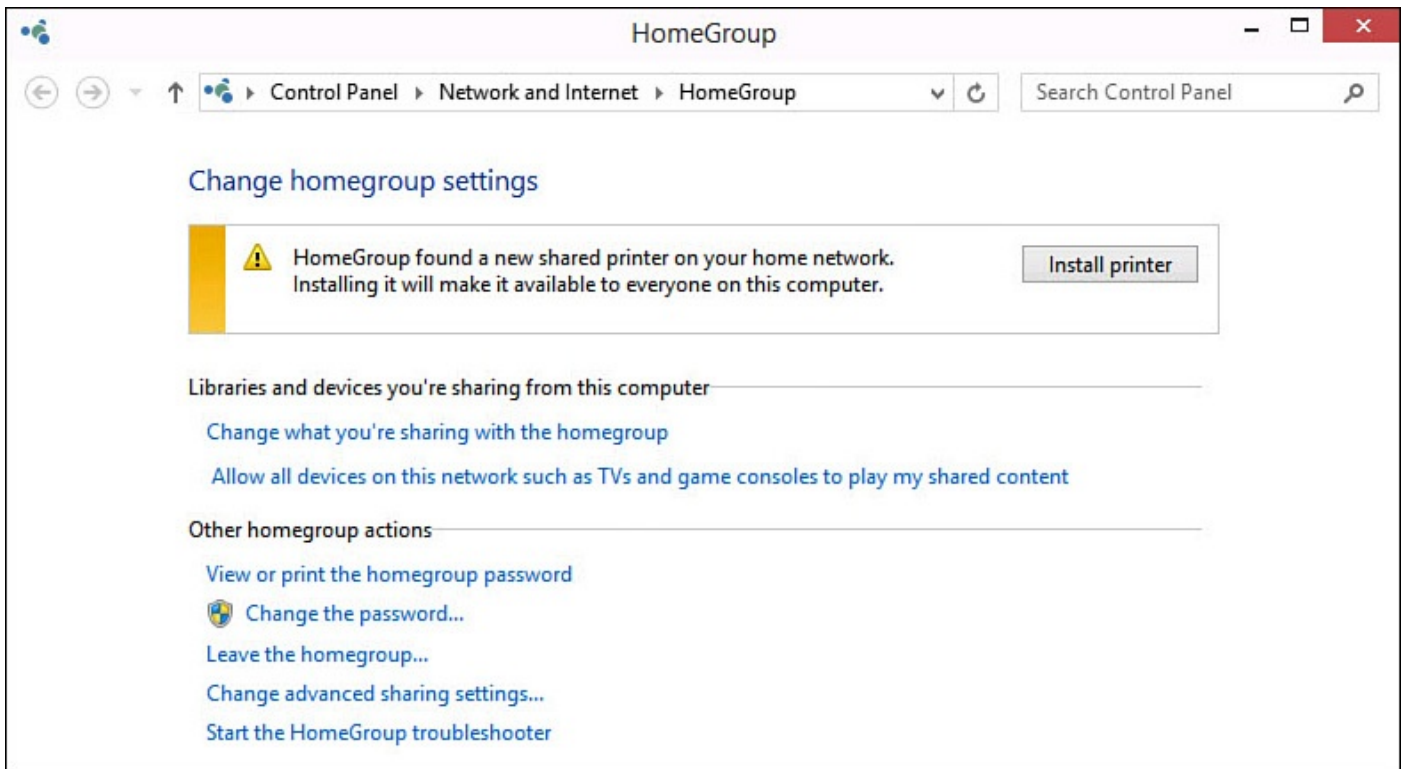 HomeGroup
Control Panel Network and Internet HomeGroup
Search Control Panel
Change homegroup settings
HomeGroup found a new shared printer on your home network.
Installing it will make it available to everyone on this computer.
Install printer
Libraries and devices you're sharing from this computer
Change what you're sharing with the homegroup
Allow all devices on this network such as TVs and game consoles to play my shared content
Other homegroup actions
View or print the homegroup password
Change the password...
Leave the homegroup...
Change advanced sharing settings...
Start the HomeGroup troubleshooter